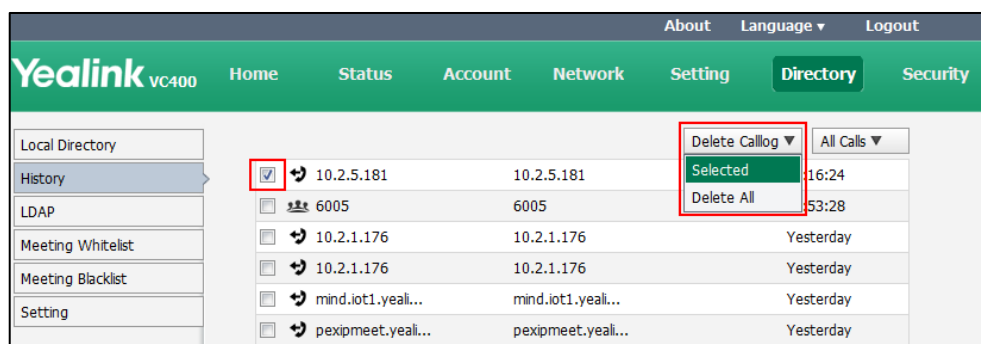 About Language ▾ Logout
Yealink VC400 Home Status Account Network Setting Directory Security
Local Directory
Delete Calllog ▼ All Calls ▼
History
10.2.5.181 10.2.5.181 :16:24
Selected
LDAP
6005 6005 :53:28
Delete All
Meeting Whitelist
10.2.1.176 10.2.1.176 Yesterday
Meeting Blacklist
10.2.1.176 10.2.1.176 Yesterday
Setting
mind.iot1.yeali... mind.iot1.yeali... Yesterday
pexipmeet.yeali... pexipmeet.yeali... Yesterday